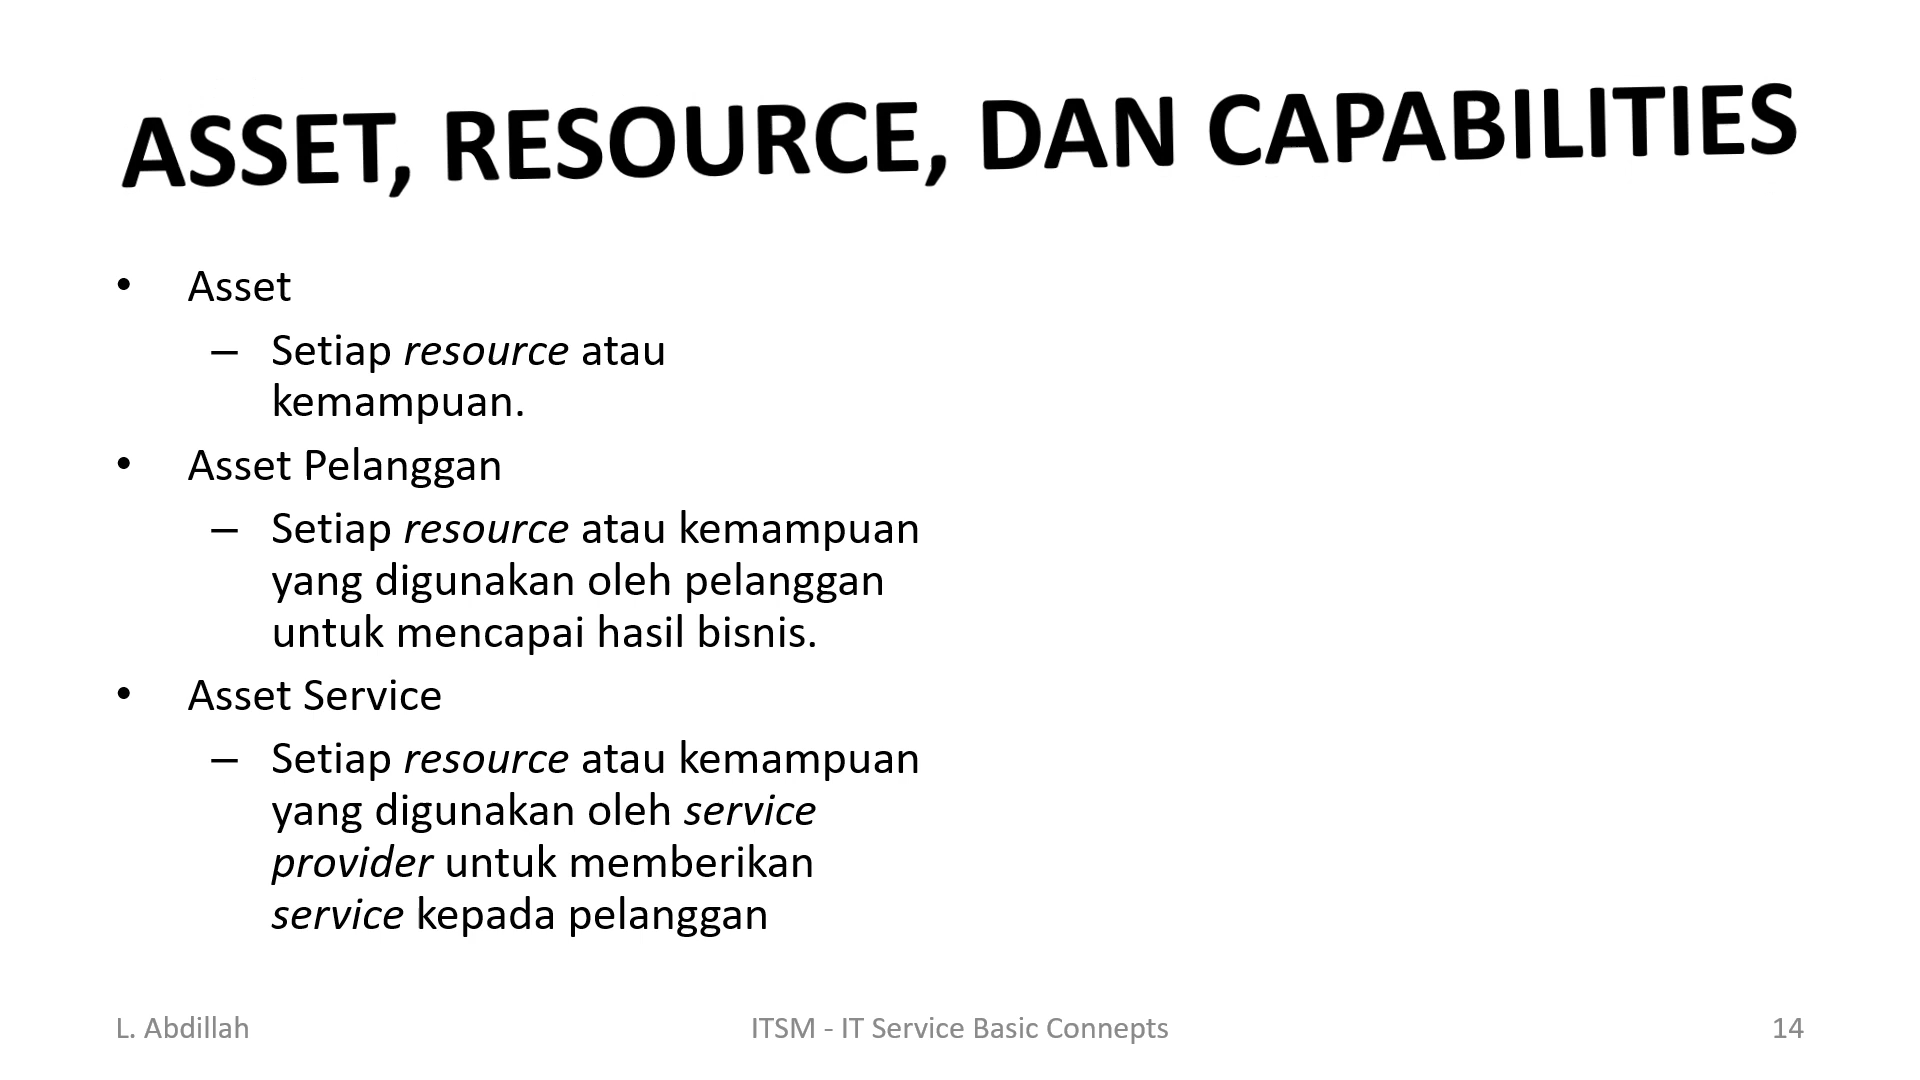 ASSET, RESOURCE, DAN CAPABILITIES
• Asset
– Setiap resource atau
kemampuan.
• Asset Pelanggan
– Setiap resource atau kemampuan
yang digunakan oleh pelanggan
untuk mencapai hasil bisnis.
• Asset Service
– Setiap resource atau kemampuan
yang digunakan oleh service
provider untuk memberikan
service kepada pelanggan
L. Abdillah
ITSM - IT Service Basic Connepts
14